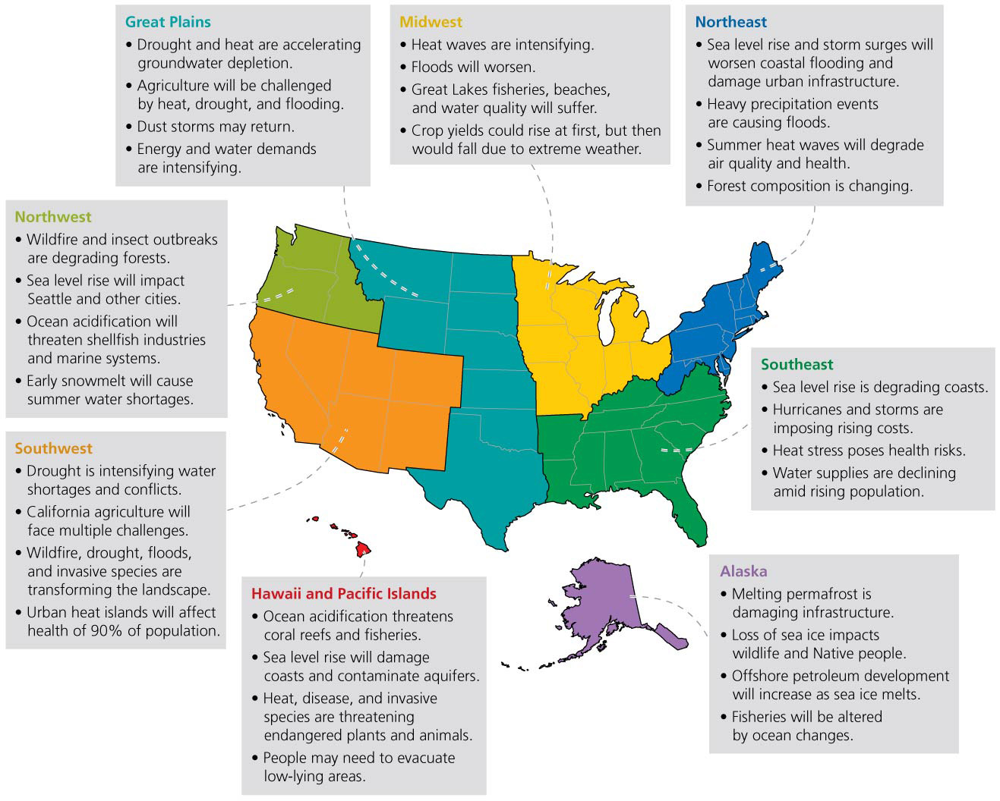 Great Plains
• Drought and heat are accelerating
groundwater depletion.
• Agriculture will be challenged
by heat, drought, and flooding.
• Dust storms may return.
• Energy and water demands
are intensifying.
Midwest
• Heat waves are intensifying.
• Floods will worsen.
• Great Lakes fisheries, beaches,
and water quality will suffer.
• Crop yields could rise at first, but then
would fall due to extreme weather.
Northeast
• Sea level rise and storm surges will
worsen coastal flooding and
damage urban infrastructure.
• Heavy precipitation events
are causing floods.
• Summer heat waves will degrade
air quality and health.
• Forest composition is changing.
Northwest
• Wildfire and insect outbreaks
are degrading forests.
• Sea level rise will impact
Seattle and other cities.
• Ocean acidification will
threaten shellfish industries
and marine systems.
• Early snowmelt will cause
summer water shortages.
Southeast
• Sea level rise is degrading coasts.
• Hurricanes and storms are
imposing rising costs.
• Heat stress poses health risks.
• Water supplies are declining
amid rising population.
Southwest
• Drought is intensifying water
shortages and conflicts.
• California agriculture will
face multiple challenges.
• Wildfire, drought, floods,
and invasive species are
transforming the landscape.
• Urban heat islands will affect
health of 90% of population.
Hawaii and Pacific Islands
• Ocean acidification threatens
coral reefs and fisheries.
• Sea level rise will damage
coasts and contaminate aquifers.
• Heat, disease, and invasive
species are threatening
endangered plants and animals.
• People may need to evacuate
low-lying areas.
Alaska
• Melting permafrost is
damaging infrastructure.
• Loss of sea ice impacts
wildlife and Native people.
• Offshore petroleum development
will increase as sea ice melts.
• Fisheries will be altered
by ocean changes.